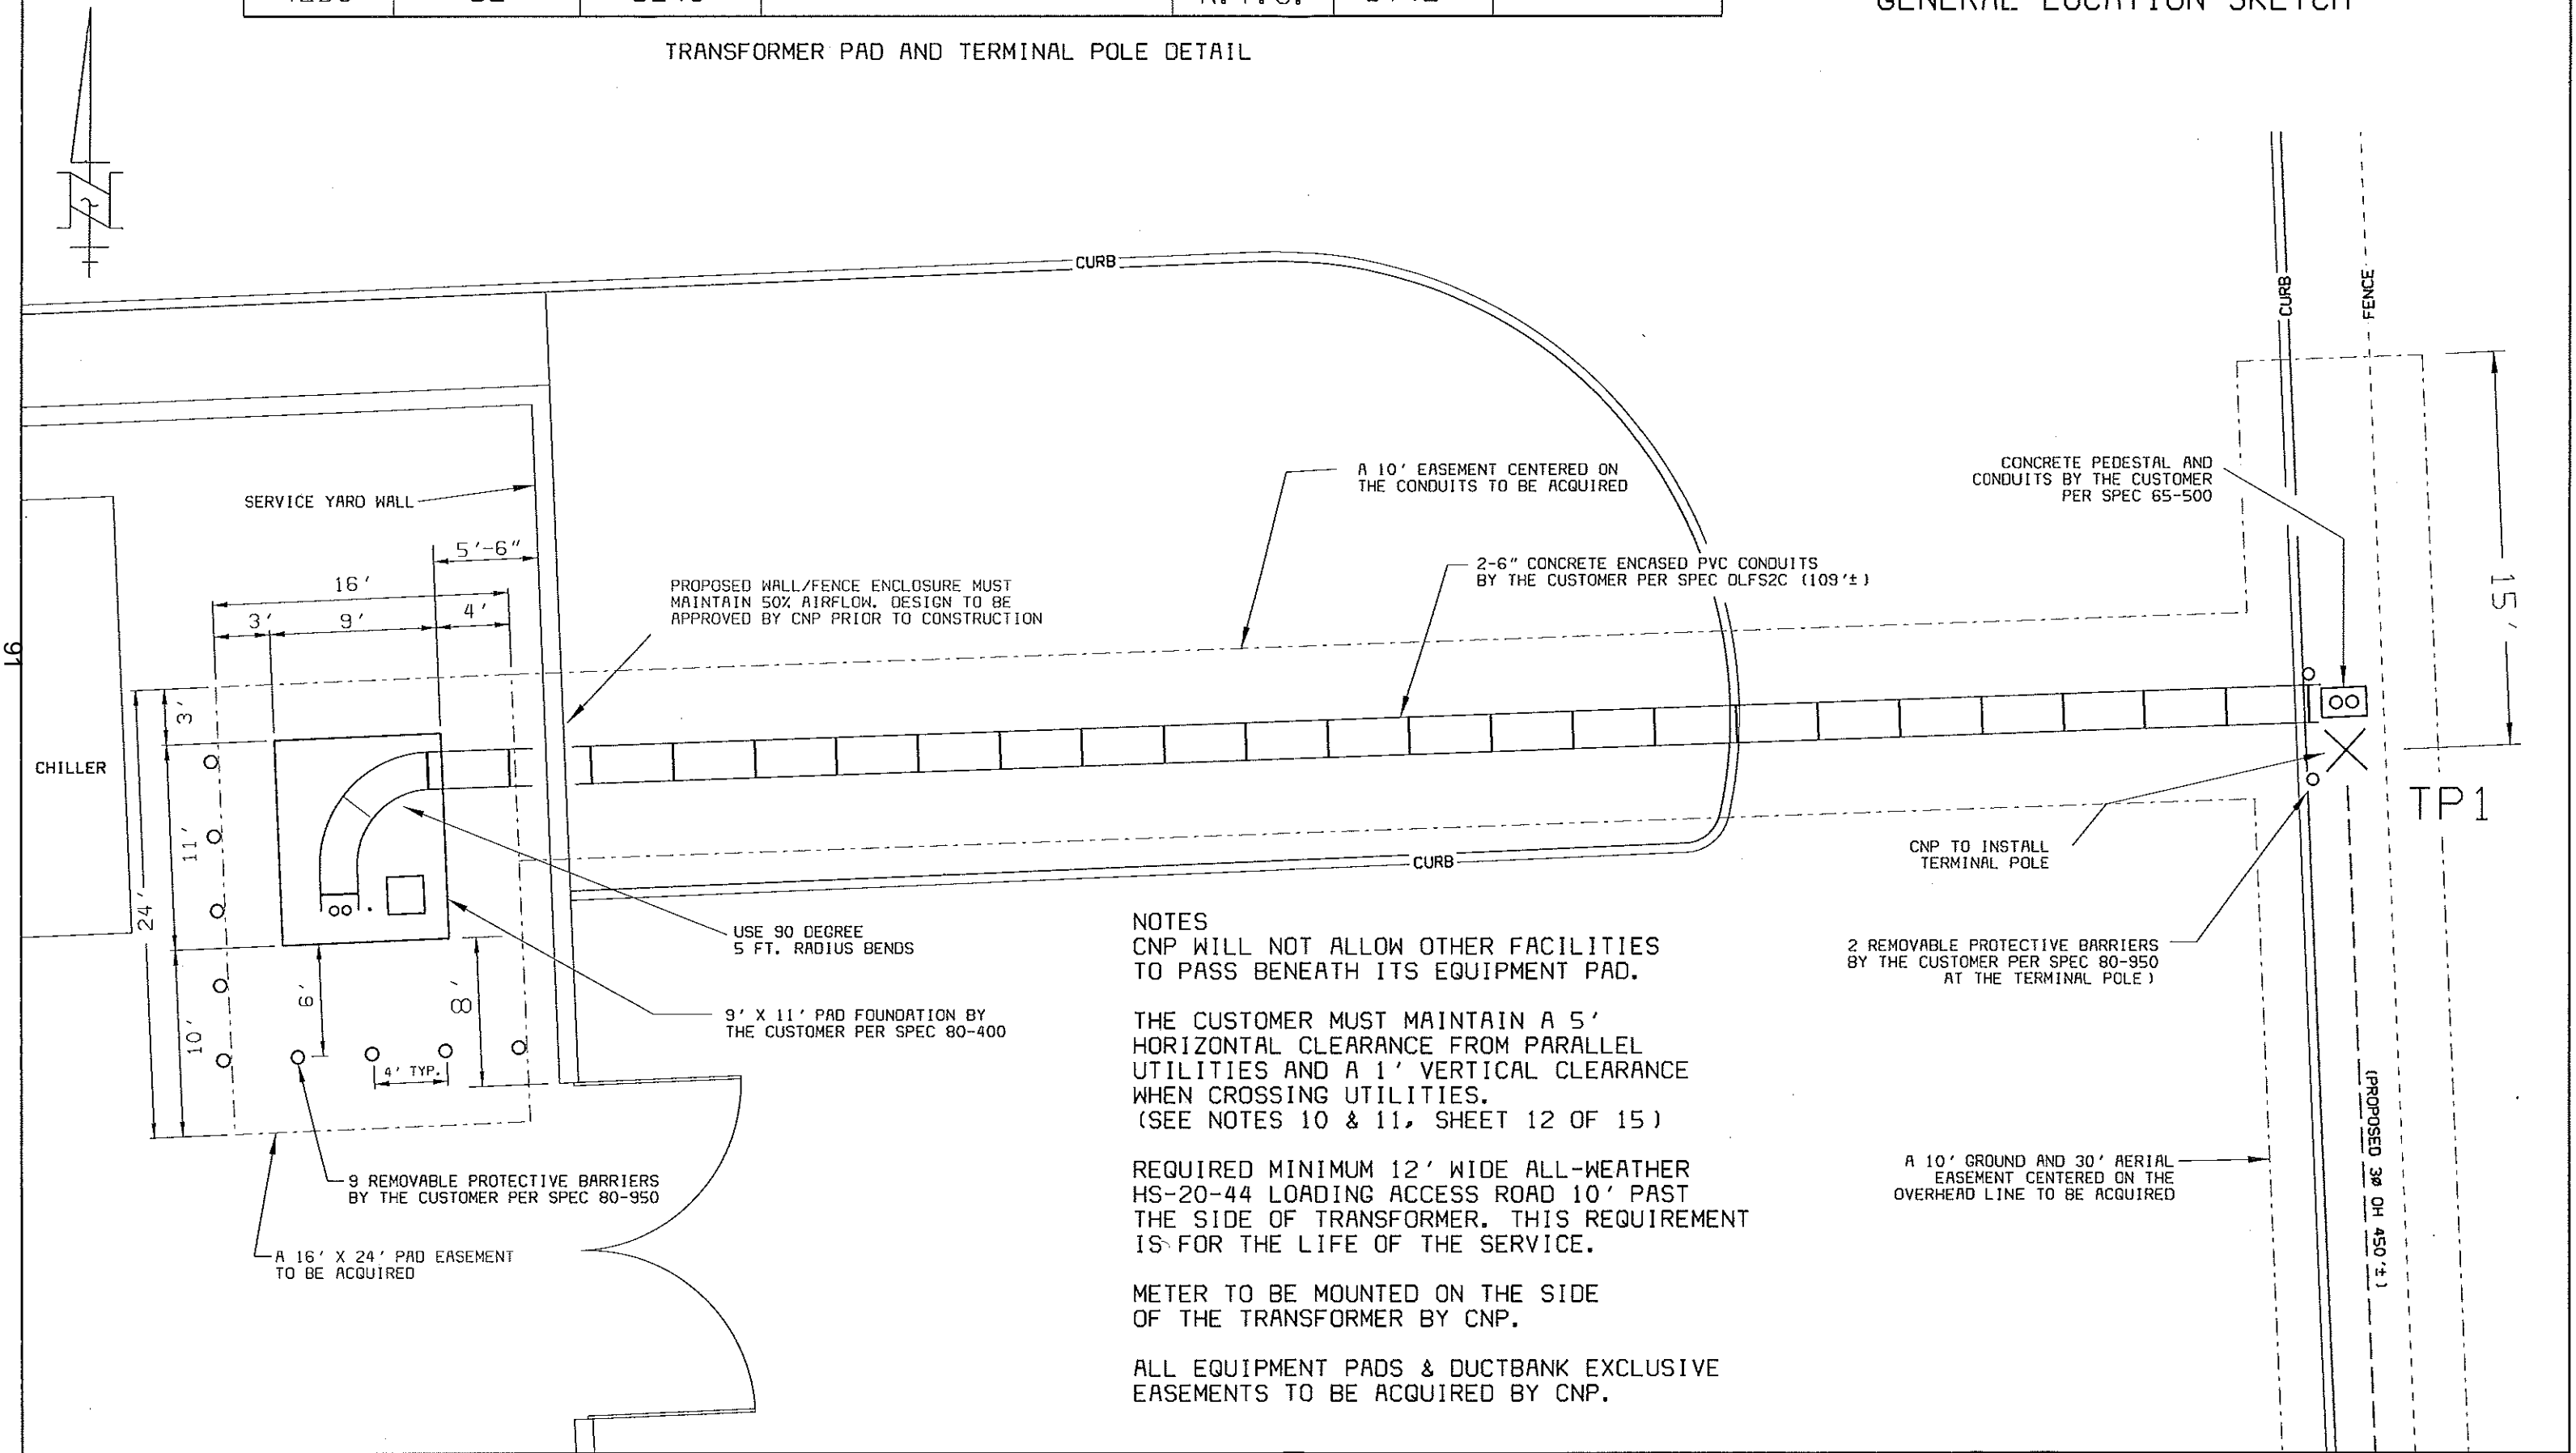 TRANSFORMER PAD AND TERMINAL POLE DETAIL
GENERAL LOCATION SKETCH
N
CURB
CURB
FENCE
15'
SERVICE YARD WALL
A 10' EASEMENT CENTERED ON
THE CONDUITS TO BE ACQUIRED
CONCRETE PEDESTAL AND
CONDUITS BY THE CUSTOMER
PER SPEC 65-500
5'-6"
16'
3'
9'
4'
PROPOSED WALL/FENCE ENCLOSURE MUST
MAINTAIN 50% AIRFLOW. DESIGN TO BE
APPROVED BY CNP PRIOR TO CONSTRUCTION
2-6" CONCRETE ENCASED PVC CONDUITS
BY THE CUSTOMER PER SPEC DLFS2C (109'±)
91
3'
CHILLER
11'
24'
10'
6'
8'
4' TYP.
TP1
CURB
CNP TO INSTALL
TERMINAL POLE
USE 90 DEGREE
5 FT. RADIUS BENDS
9' X 11' PAD FOUNDATION BY
THE CUSTOMER PER SPEC 80-400
2 REMOVABLE PROTECTIVE BARRIERS
BY THE CUSTOMER PER SPEC 80-950
AT THE TERMINAL POLE)
NOTES
CNP WILL NOT ALLOW OTHER FACILITIES
TO PASS BENEATH ITS EQUIPMENT PAD.
THE CUSTOMER MUST MAINTAIN A 5'
HORIZONTAL CLEARANCE FROM PARALLEL
UTILITIES AND A 1' VERTICAL CLEARANCE
WHEN CROSSING UTILITIES.
(SEE NOTES 10 & 11, SHEET 12 OF 15)
REQUIRED MINIMUM 12' WIDE ALL-WEATHER
HS-20-44 LOADING ACCESS ROAD 10' PAST
THE SIDE OF TRANSFORMER. THIS REQUIREMENT
IS FOR THE LIFE OF THE SERVICE.
METER TO BE MOUNTED ON THE SIDE
OF THE TRANSFORMER BY CNP.
ALL EQUIPMENT PADS & DUCTBANK EXCLUSIVE
EASEMENTS TO BE ACQUIRED BY CNP.
9 REMOVABLE PROTECTIVE BARRIERS
BY THE CUSTOMER PER SPEC 80-950
A 16' X 24' PAD EASEMENT
TO BE ACQUIRED
A 10' GROUND AND 30' AERIAL
EASEMENT CENTERED ON THE
OVERHEAD LINE TO BE ACQUIRED
(PROPOSED 3ø OH 450'±)